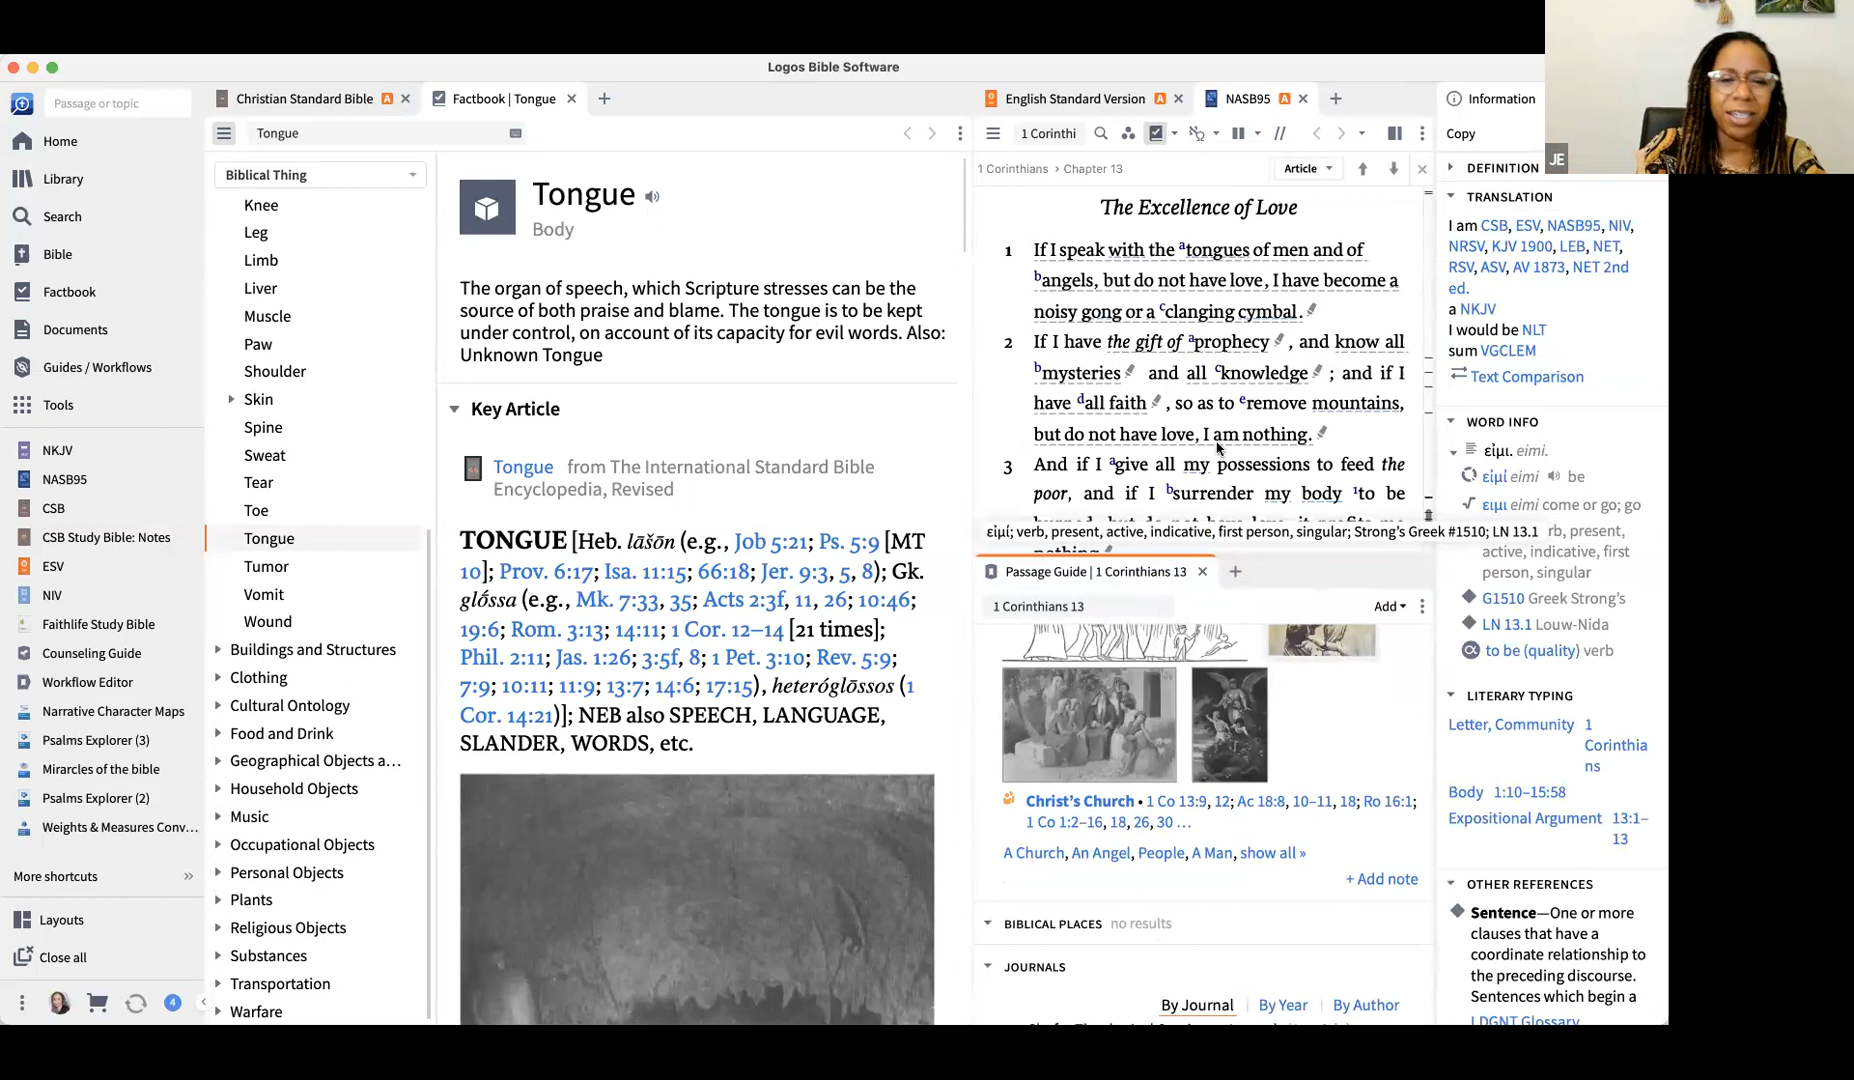 Logos Bible Software
Passage or topic
Home
Library
Search
Bible
Factbook
Documents
Guides / Workflows
Tools
NKJV
NASB95
CSB
CSB Study Bible: Notes
ESV
NIV
Faithlife Study Bible
Counseling Guide
Workflow Editor
Narrative Character Maps
Psalms Explorer (3)
Mirarcles of the bible
Psalms Explorer (2)
Weights & Measures Conv...
More shortcuts »
Layouts
Close all
4
Christian Standard Bible A
Factbook | Tongue
Tongue
Biblical Thing
Knee
Leg
Limb
Liver
Muscle
Paw
Shoulder
Skin
Spine
Sweat
Tear
Toe
Tongue
Tumor
Vomit
Wound
Buildings and Structures
Clothing
Cultural Ontology
Food and Drink
Geographical Objects a...
Household Objects
Music
Occupational Objects
Personal Objects
Plants
Religious Objects
Substances
Transportation
Warfare
Tongue
Body
The organ of speech, which Scripture stresses can be the
source of both praise and blame. The tongue is to be kept
under control, on account of its capacity for evil words. Also:
Unknown Tongue
Key Article
Tongue from The International Standard Bible
Encyclopedia, Revised
TONGUE [Heb. lāšôn (e.g., Job 5:21; Ps. 5:9 [MT
10]; Prov. 6:17; Isa. 11:15; 66:18; Jer. 9:3, 5, 8); Gk.
glṓssa (e.g., Mk. 7:33, 35; Acts 2:3f, 11, 26; 10:46;
19:6; Rom. 3:13; 14:11; 1 Cor. 12–14 [21 times];
Phil. 2:11; Jas. 1:26; 3:5f, 8; 1 Pet. 3:10; Rev. 5:9;
7:9; 10:11; 11:9; 13:7; 14:6; 17:15), heteróglōssos (1
Cor. 14:21)]; NEB also SPEECH, LANGUAGE,
SLANDER, WORDS, etc.
English Standard Version A
NASB95 A
1 Corinthi
1 Corinthians › Chapter 13
Article
The Excellence of Love
1 If I speak with the a tongues of men and of
b angels, but do not have love, I have become a
noisy gong or a c clanging cymbal.
2 If I have the gift of a prophecy , and know all
b mysteries and all c knowledge ; and if I
have d all faith , so as to e remove mountains,
but do not have love, I am nothing.
3 And if I a give all my possessions to feed the
poor, and if I b surrender my body 1 to be
εἰμί; verb, present, active, indicative, first person, singular; Strong's Greek #1510; LN 13.1
nothing.
Passage Guide | 1 Corinthians 13
1 Corinthians 13
Add
Christ's Church • 1 Co 13:9, 12; Ac 18:8, 10–11, 18; Ro 16:1;
1 Co 1:2–16, 18, 26, 30 ...
A Church, An Angel, People, A Man, show all »
+ Add note
BIBLICAL PLACES no results
JOURNALS
By Journal | By Year | By Author
Information
Copy
DEFINITION
TRANSLATION
I am CSB, ESV, NASB95, NIV,
NRSV, KJV 1900, LEB, NET,
RSV, ASV, AV 1873, NET 2nd
ed.
a NKJV
I would be NLT
sum VGCLEM
Text Comparison
WORD INFO
εἰμι. eimi.
εἰμί eimi be
ειμι eimi come or go; go
rb, present,
active, indicative, first
person, singular
G1510 Greek Strong's
LN 13.1 Louw-Nida
to be (quality) verb
LITERARY TYPING
Letter, Community 1
Corinthia
ns
Body 1:10–15:58
Expositional Argument 13:1–
13
OTHER REFERENCES
Sentence—One or more
clauses that have a
coordinate relationship to
the preceding discourse.
Sentences which begin a
LDGNT Glossary
JE